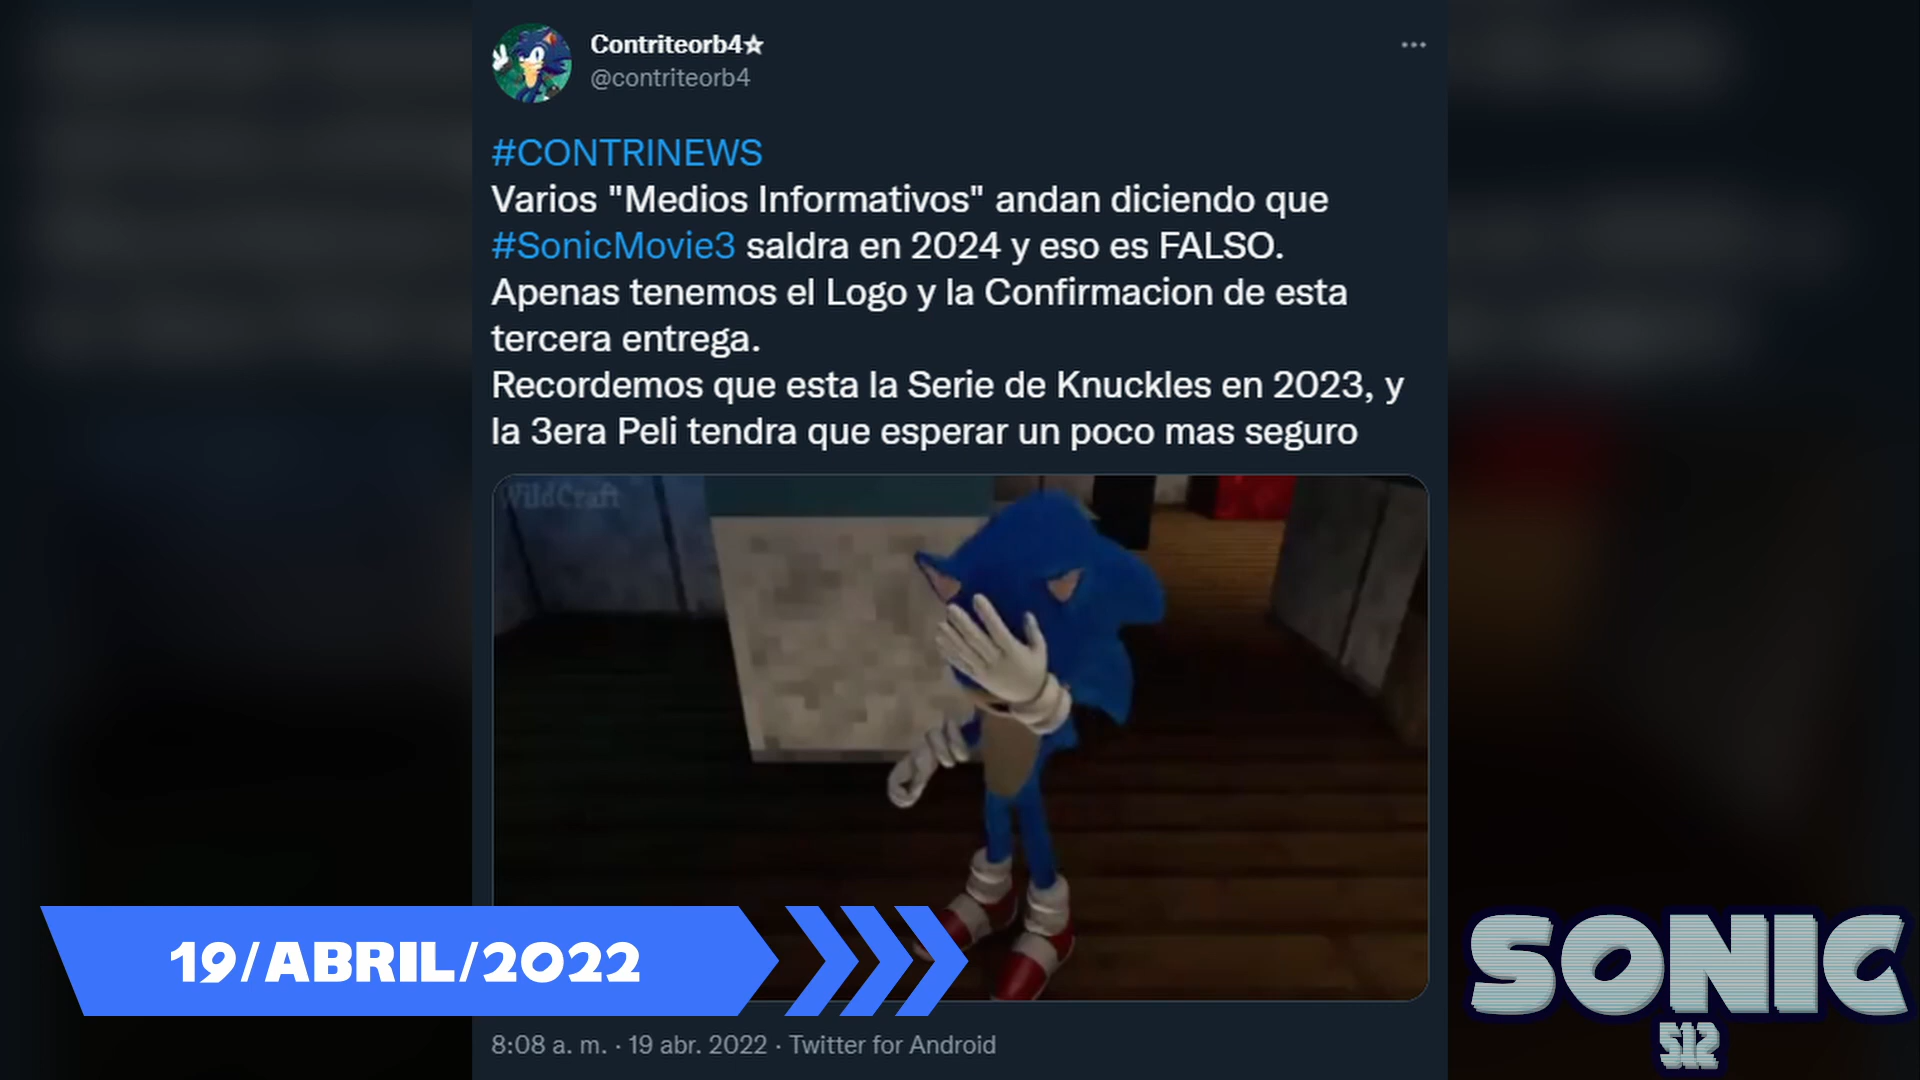 Contriteorb4☆
@contriteorb4
#CONTRINEWS
Varios "Medios Informativos" andan diciendo que
#SonicMovie3 saldra en 2024 y eso es FALSO.
Apenas tenemos el Logo y la Confirmacion de esta
tercera entrega.
Recordemos que esta la Serie de Knuckles en 2023, y
la 3era Peli tendra que esperar un poco mas seguro
WildCraft
19/ABRIL/2022
SONIC
512
8:08 a. m. · 19 abr. 2022 · Twitter for Android